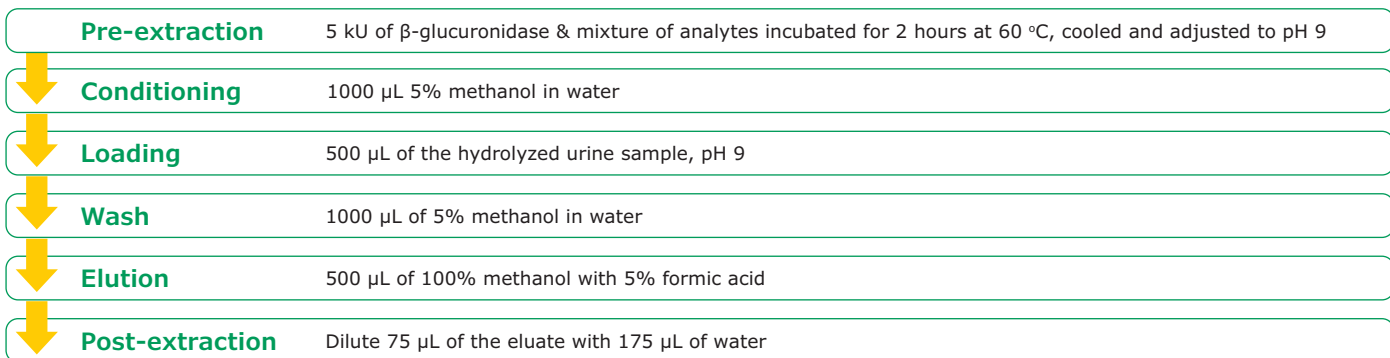 Pre-extraction 5 kU of β-glucuronidase & mixture of analytes incubated for 2 hours at 60 °C, cooled and adjusted to pH 9
Conditioning 1000 µL 5% methanol in water
Loading 500 µL of the hydrolyzed urine sample, pH 9
Wash 1000 µL of 5% methanol in water
Elution 500 µL of 100% methanol with 5% formic acid
Post-extraction Dilute 75 µL of the eluate with 175 µL of water